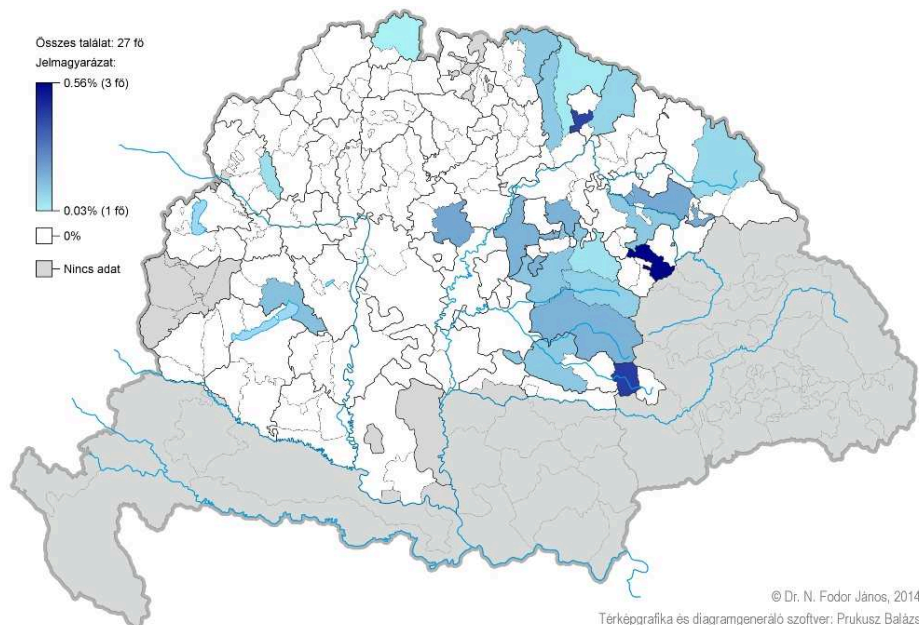 Összes találat: 27 fő
Jelmagyarázat:
0.56% (3 fő)
0.03% (1 fő)
0%
Nincs adat
© Dr. N. Fodor János, 2014
Térképgrafika és diagramgeneráló szoftver: Prukusz Balázs